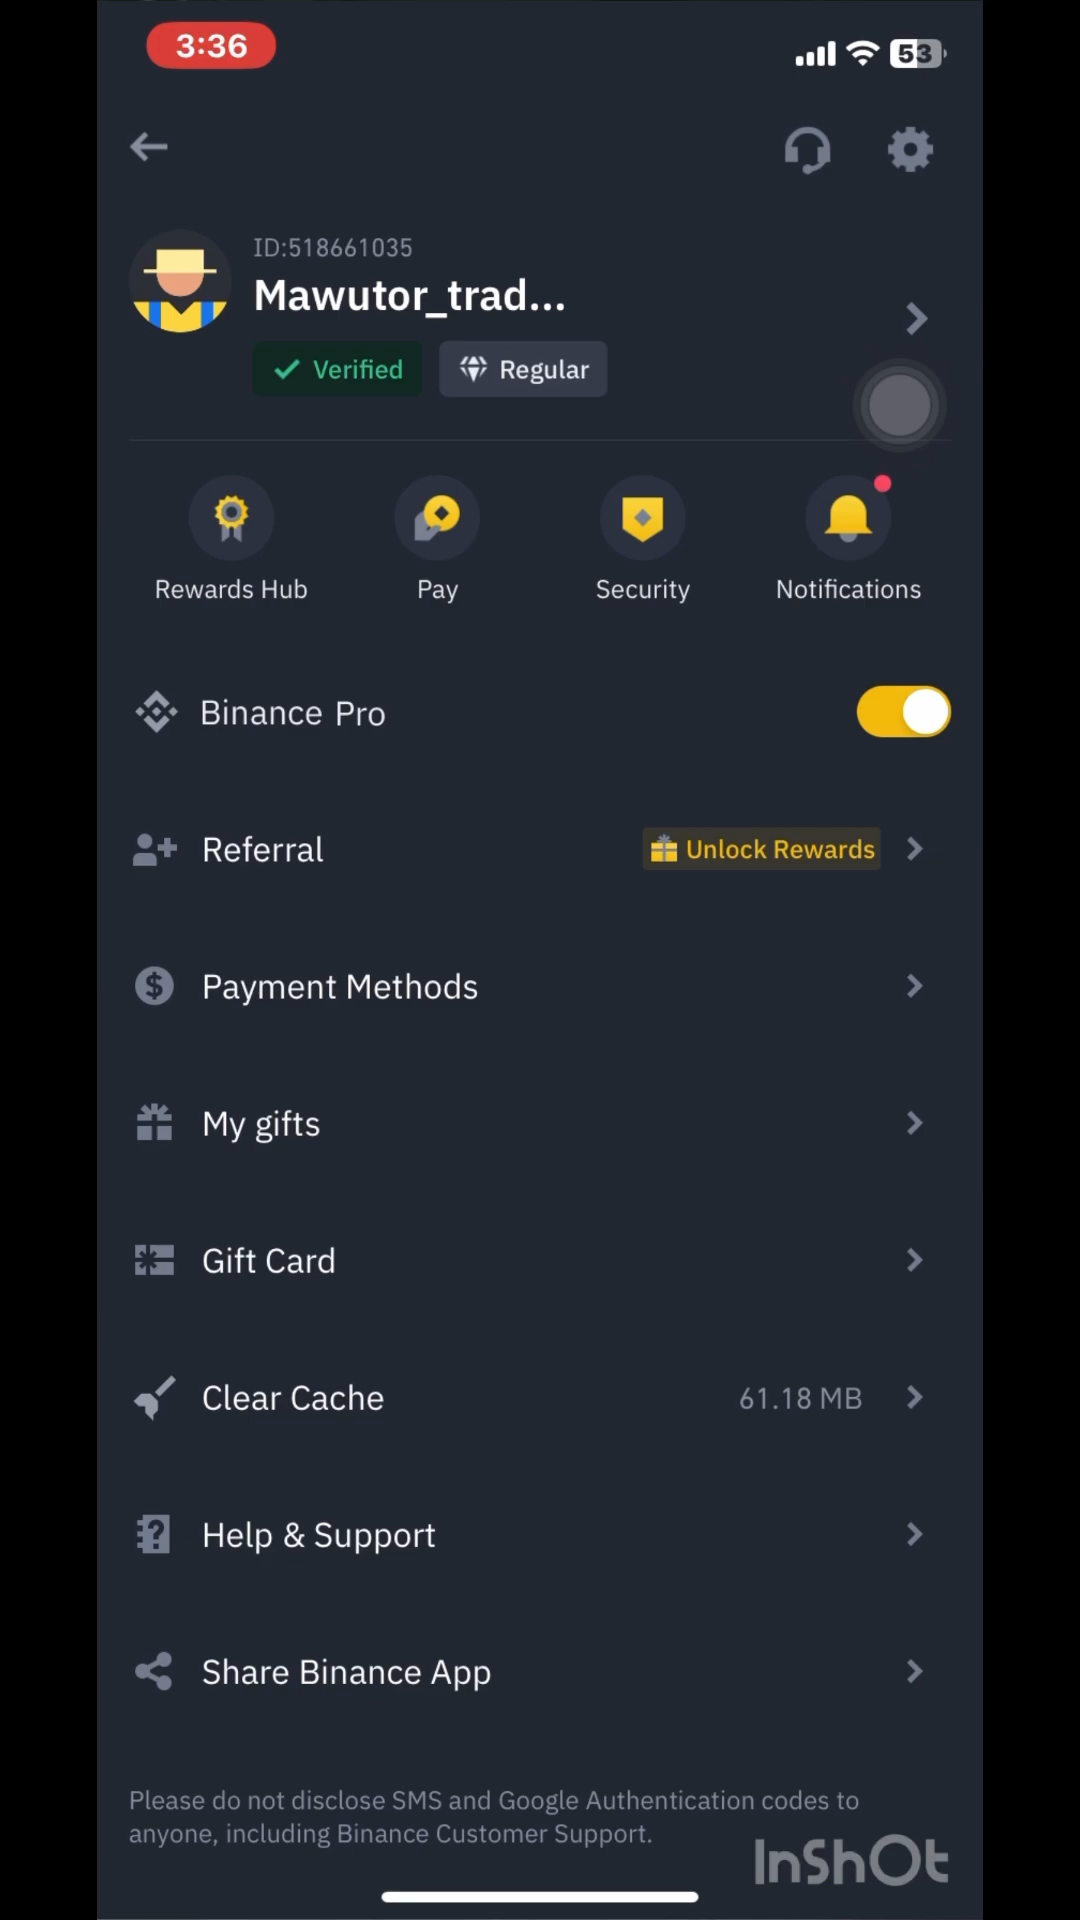 3:36
53
ID:518661035
Mawutor_trad...
Verified
Regular
Rewards Hub
Pay
Security
Notifications
Binance Pro
Referral
Unlock Rewards
Payment Methods
My gifts
Gift Card
Clear Cache
61.18 MB
Help & Support
Share Binance App
Please do not disclose SMS and Google Authentication codes to
anyone, including Binance Customer Support.
InShOt